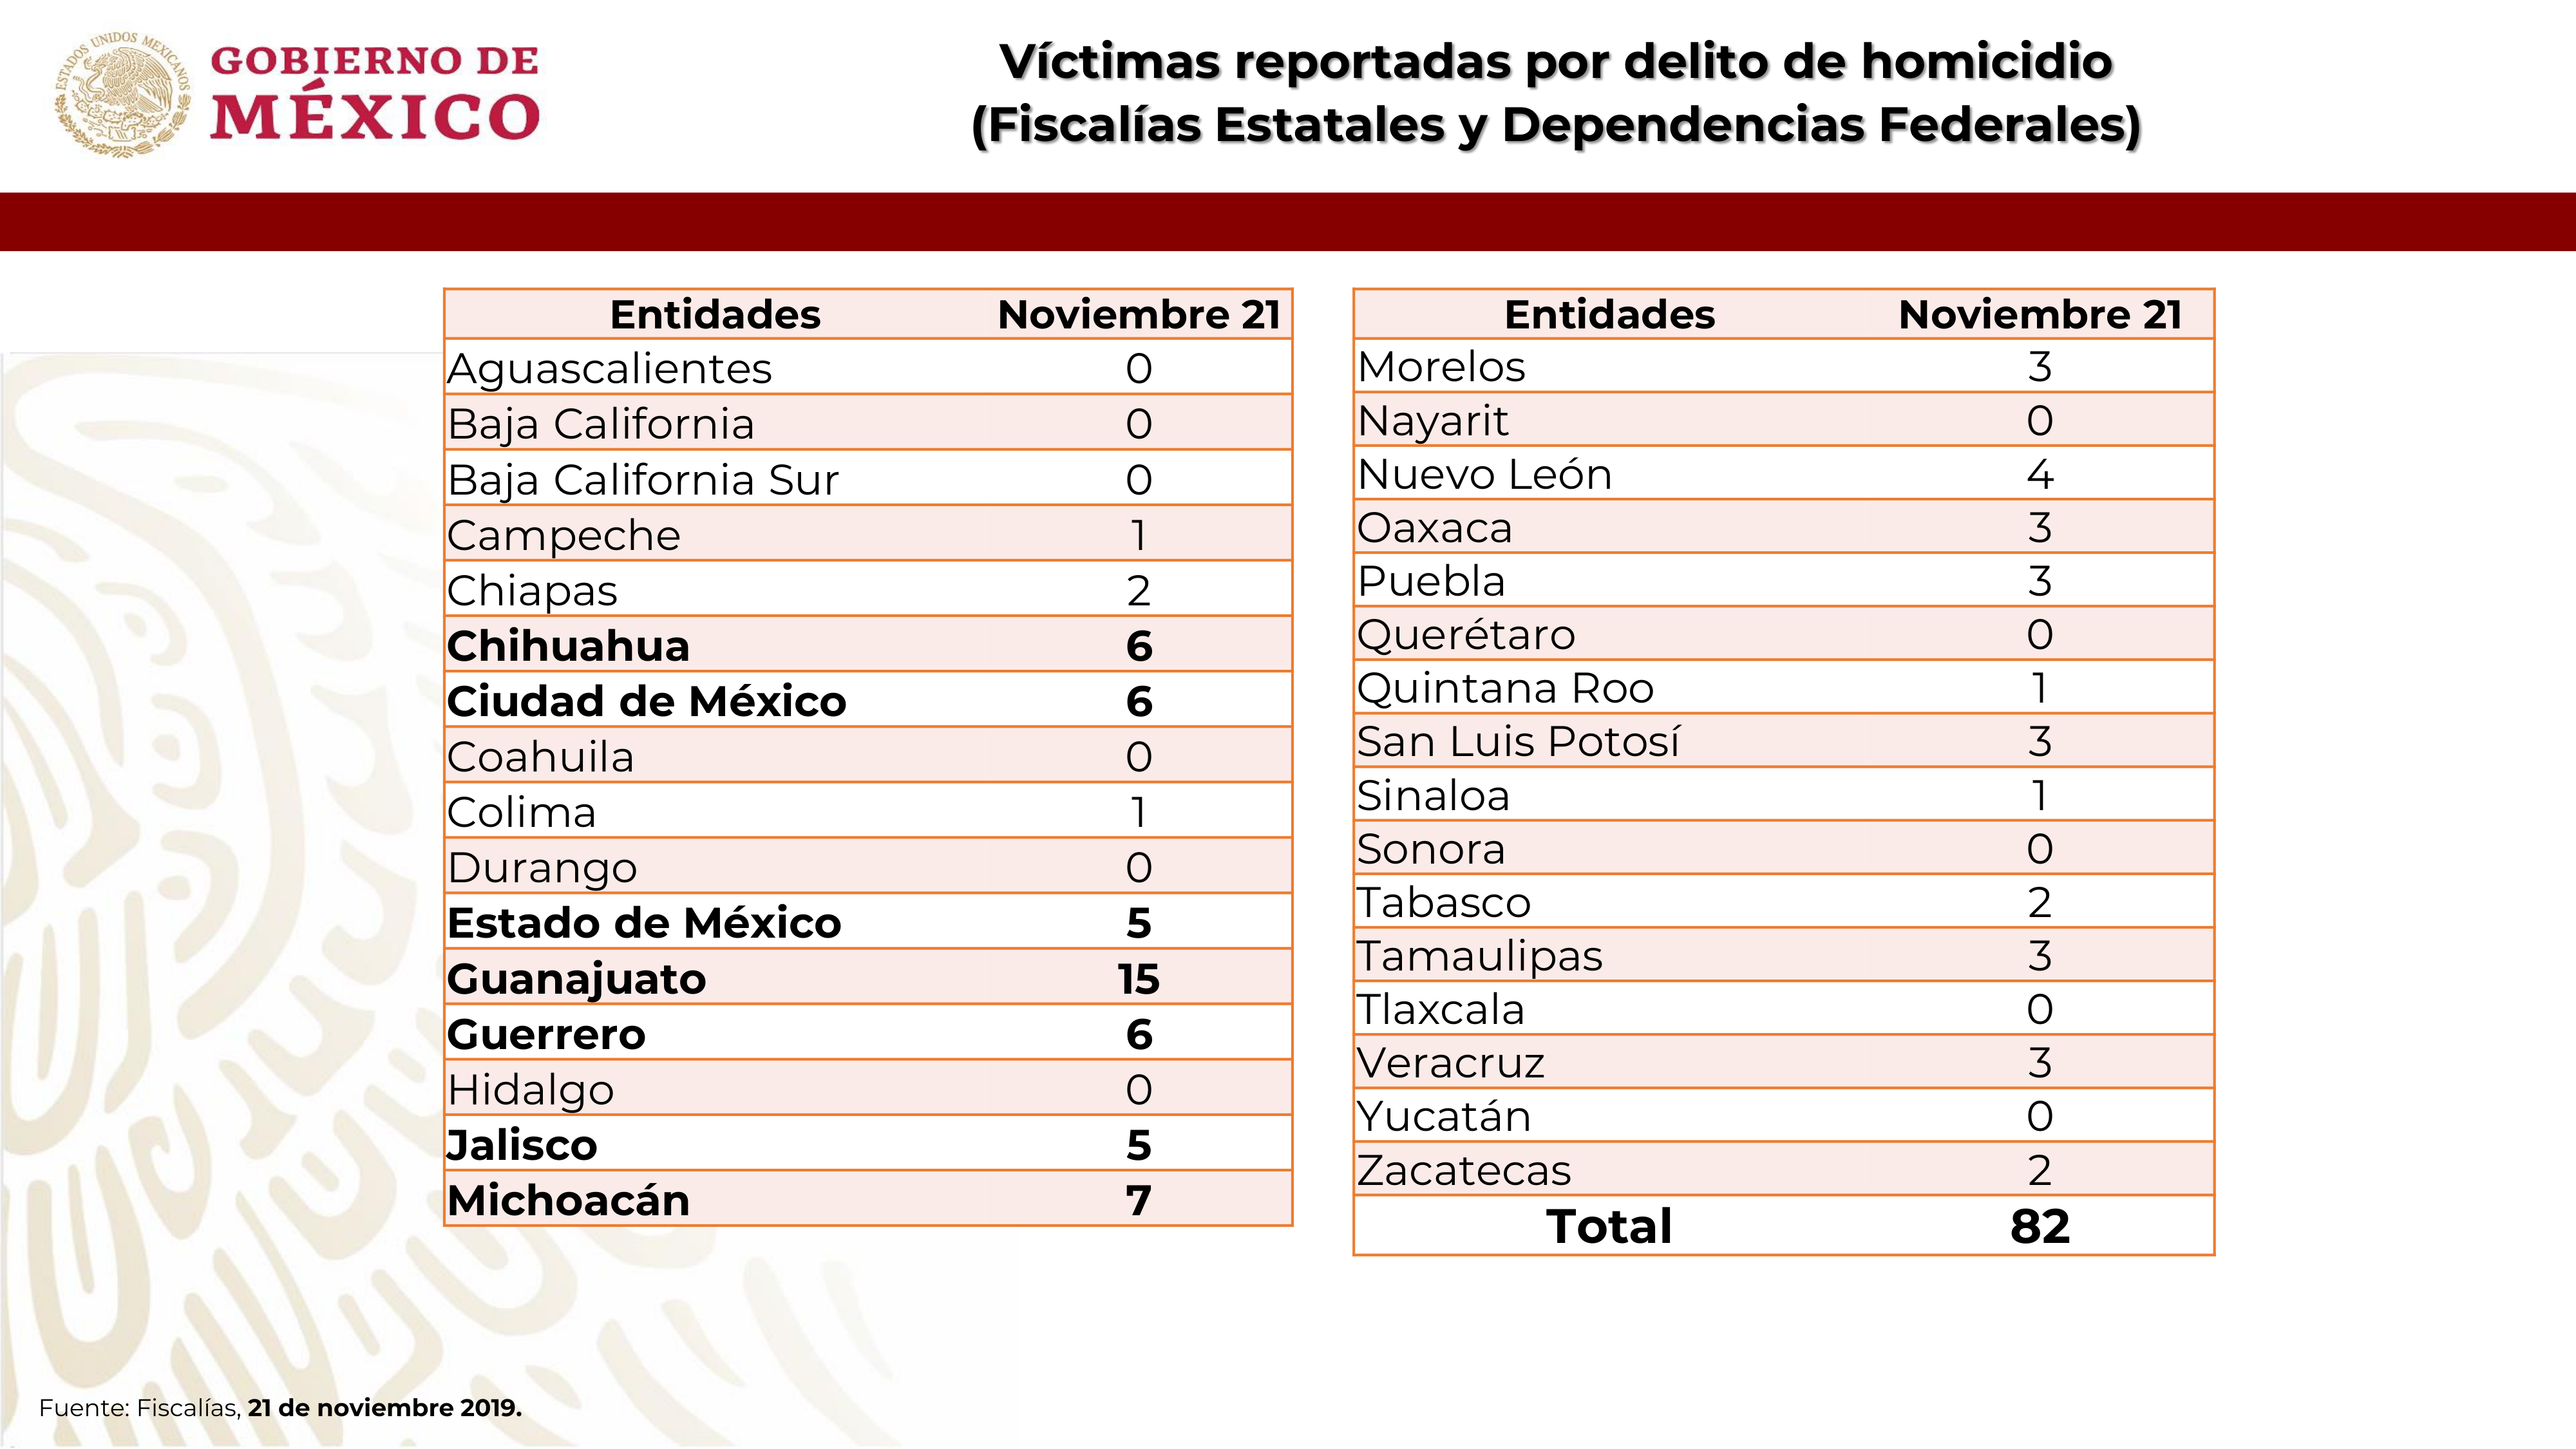 ESTADOS UNIDOS MEXICANOS
GOBIERNO DE
MÉXICO
Víctimas reportadas por delito de homicidio
(Fiscalías Estatales y Dependencias Federales)
Entidades Noviembre 21
Aguascalientes 0
Baja California 0
Baja California Sur 0
Campeche 1
Chiapas 2
Chihuahua 6
Ciudad de México 6
Coahuila 0
Colima 1
Durango 0
Estado de México 5
Guanajuato 15
Guerrero 6
Hidalgo 0
Jalisco 5
Michoacán 7
Entidades Noviembre 21
Morelos 3
Nayarit 0
Nuevo León 4
Oaxaca 3
Puebla 3
Querétaro 0
Quintana Roo 1
San Luis Potosí 3
Sinaloa 1
Sonora 0
Tabasco 2
Tamaulipas 3
Tlaxcala 0
Veracruz 3
Yucatán 0
Zacatecas 2
Total 82
Fuente: Fiscalías, 21 de noviembre 2019.